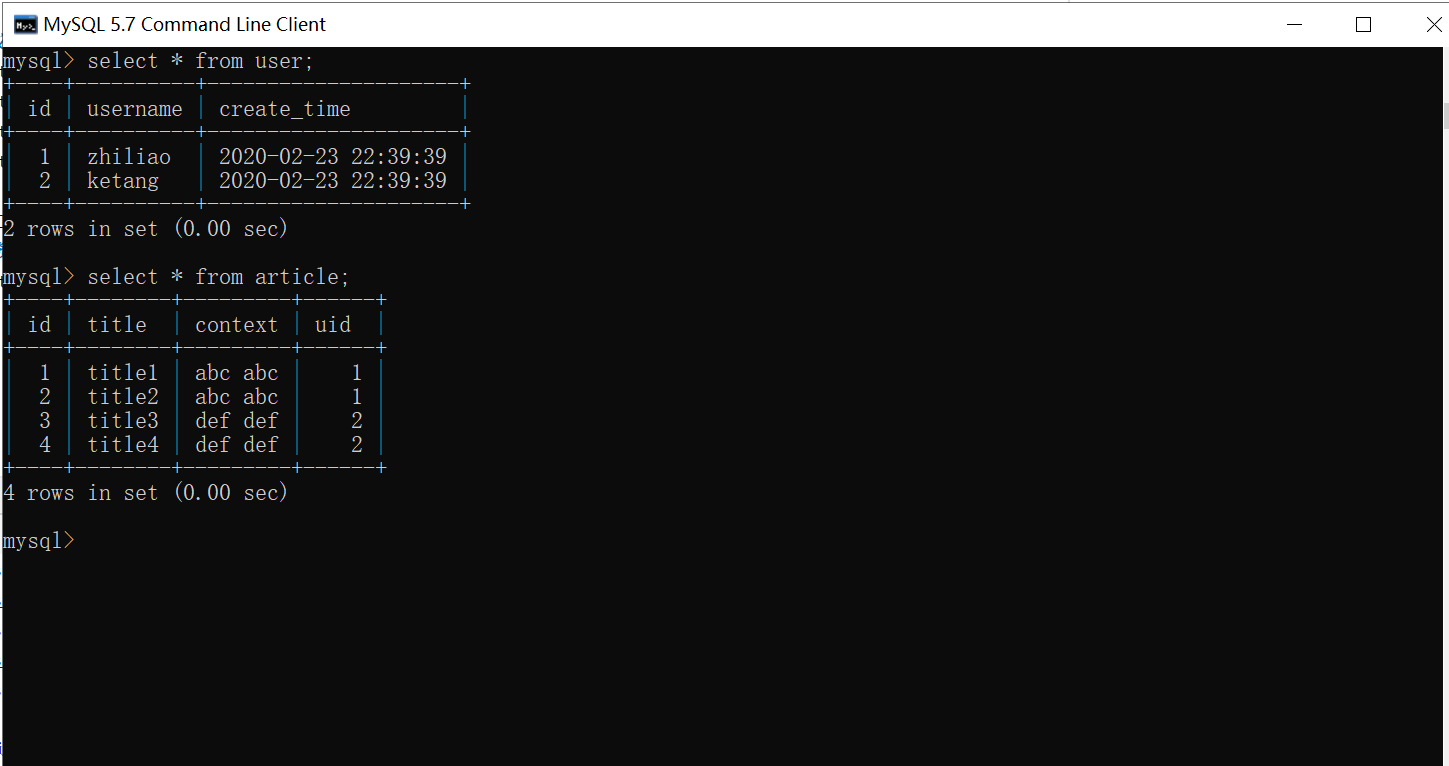 MySQL 5.7 Command Line Client
mysql> select * from user;
+----+----------+---------------------+
| id | username | create_time         |
+----+----------+---------------------+
|  1 | zhiliao  | 2020-02-23 22:39:39 |
|  2 | ketang   | 2020-02-23 22:39:39 |
+----+----------+---------------------+
2 rows in set (0.00 sec)
mysql> select * from article;
+----+--------+---------+------+
| id | title  | context | uid  |
+----+--------+---------+------+
|  1 | title1 | abc abc |    1 |
|  2 | title2 | abc abc |    1 |
|  3 | title3 | def def |    2 |
|  4 | title4 | def def |    2 |
+----+--------+---------+------+
4 rows in set (0.00 sec)
mysql>